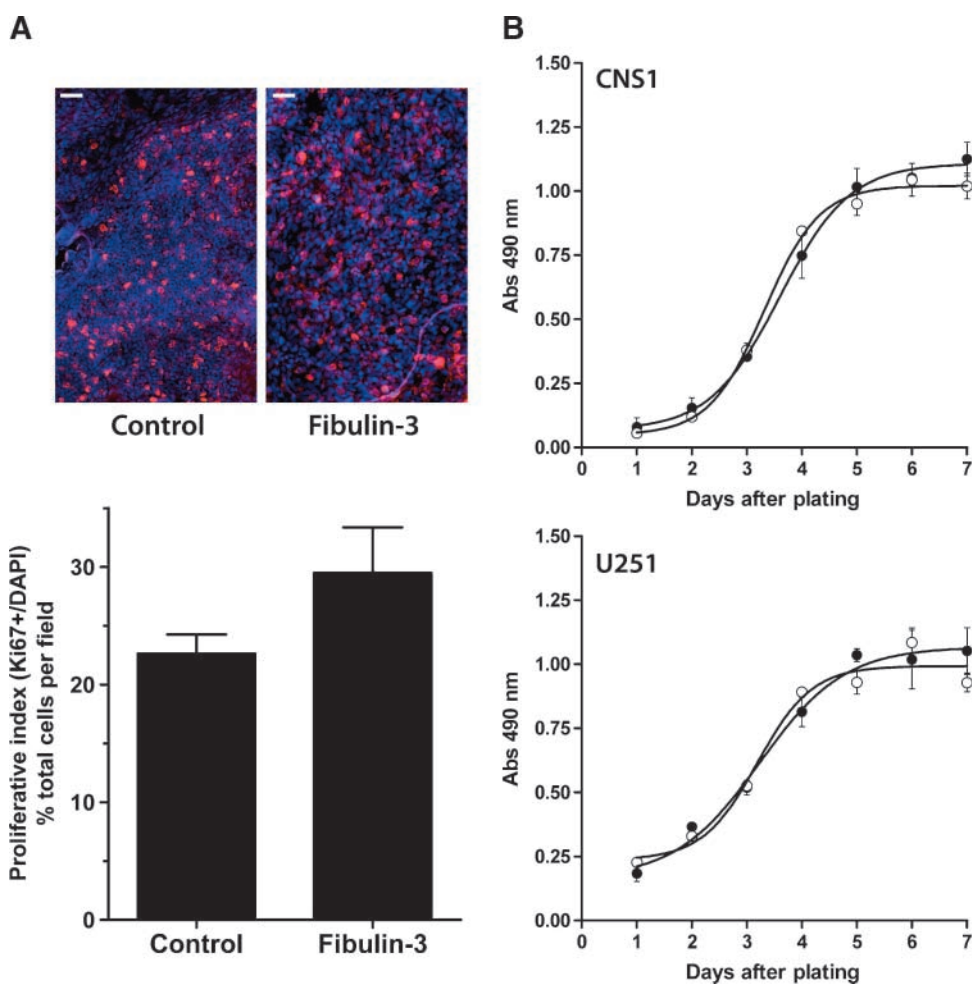 A
Control
Fibulin-3
Proliferative index (Ki67+/DAPI)
% total cells per field
30
20
10
0
Control
Fibulin-3
B
CNS1
Abs 490 nm
1.50
1.25
1.00
0.75
0.50
0.25
0.00
1 2 3 4 5 6 7
Days after plating
U251
Abs 490 nm
1.50
1.25
1.00
0.75
0.50
0.25
0.00
1 2 3 4 5 6 7
Days after plating